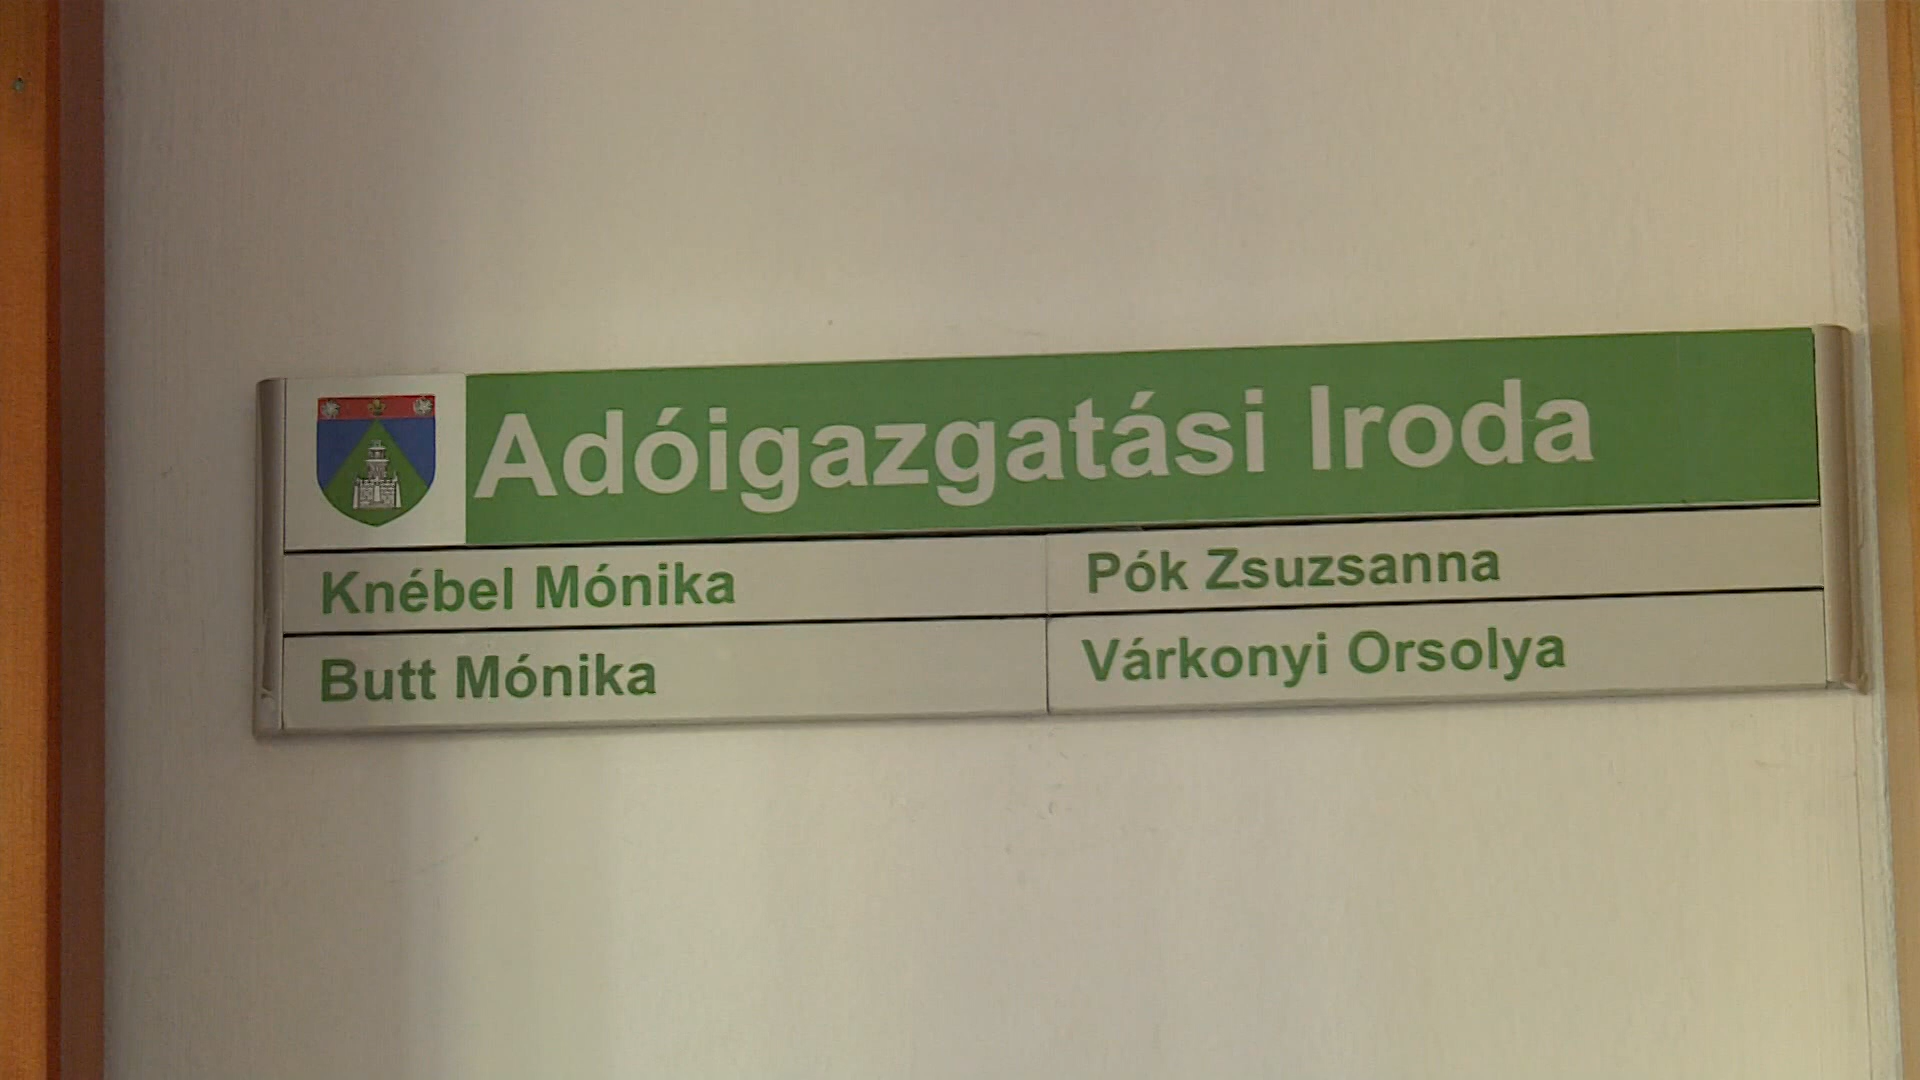 Adóigazgatási Iroda
Knébel Mónika
Pók Zsuzsanna
Butt Mónika
Várkonyi Orsolya